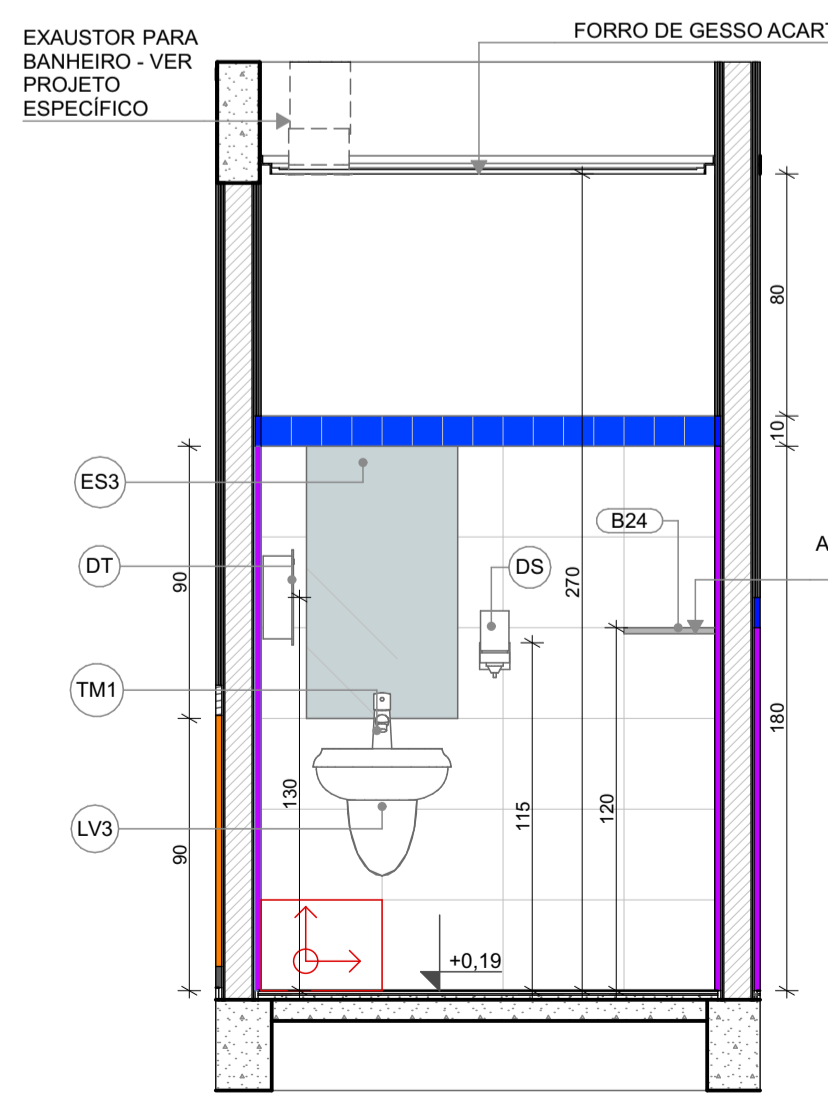 EXAUSTOR PARA
BANHEIRO - VER
PROJETO
ESPECÍFICO
FORRO DE GESSO ACART
80
10
ES3
B24
A
DT
DS
90
270
TM1
180
130
115
120
LV3
90
+0,19